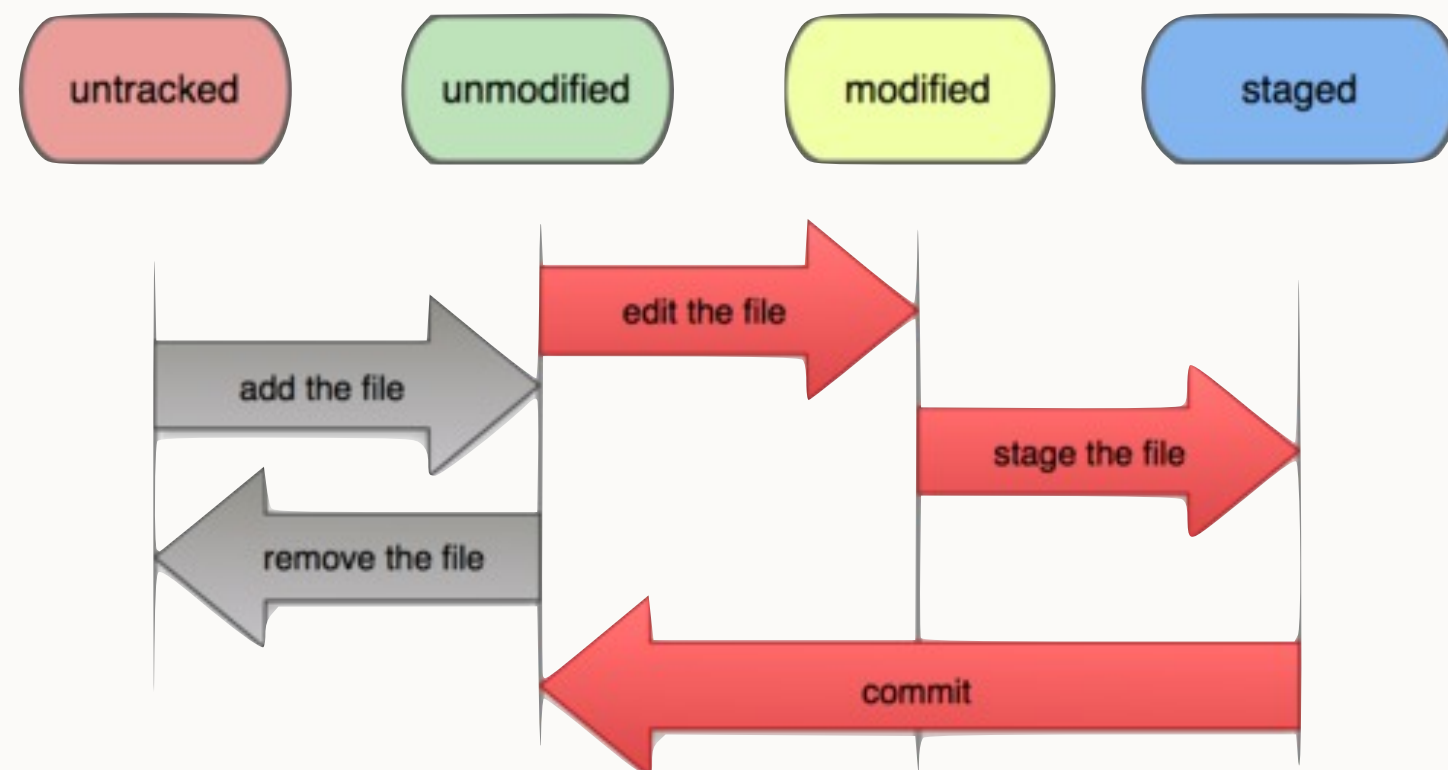 untracked
unmodified
modified
staged
edit the file
add the file
stage the file
remove the file
commit